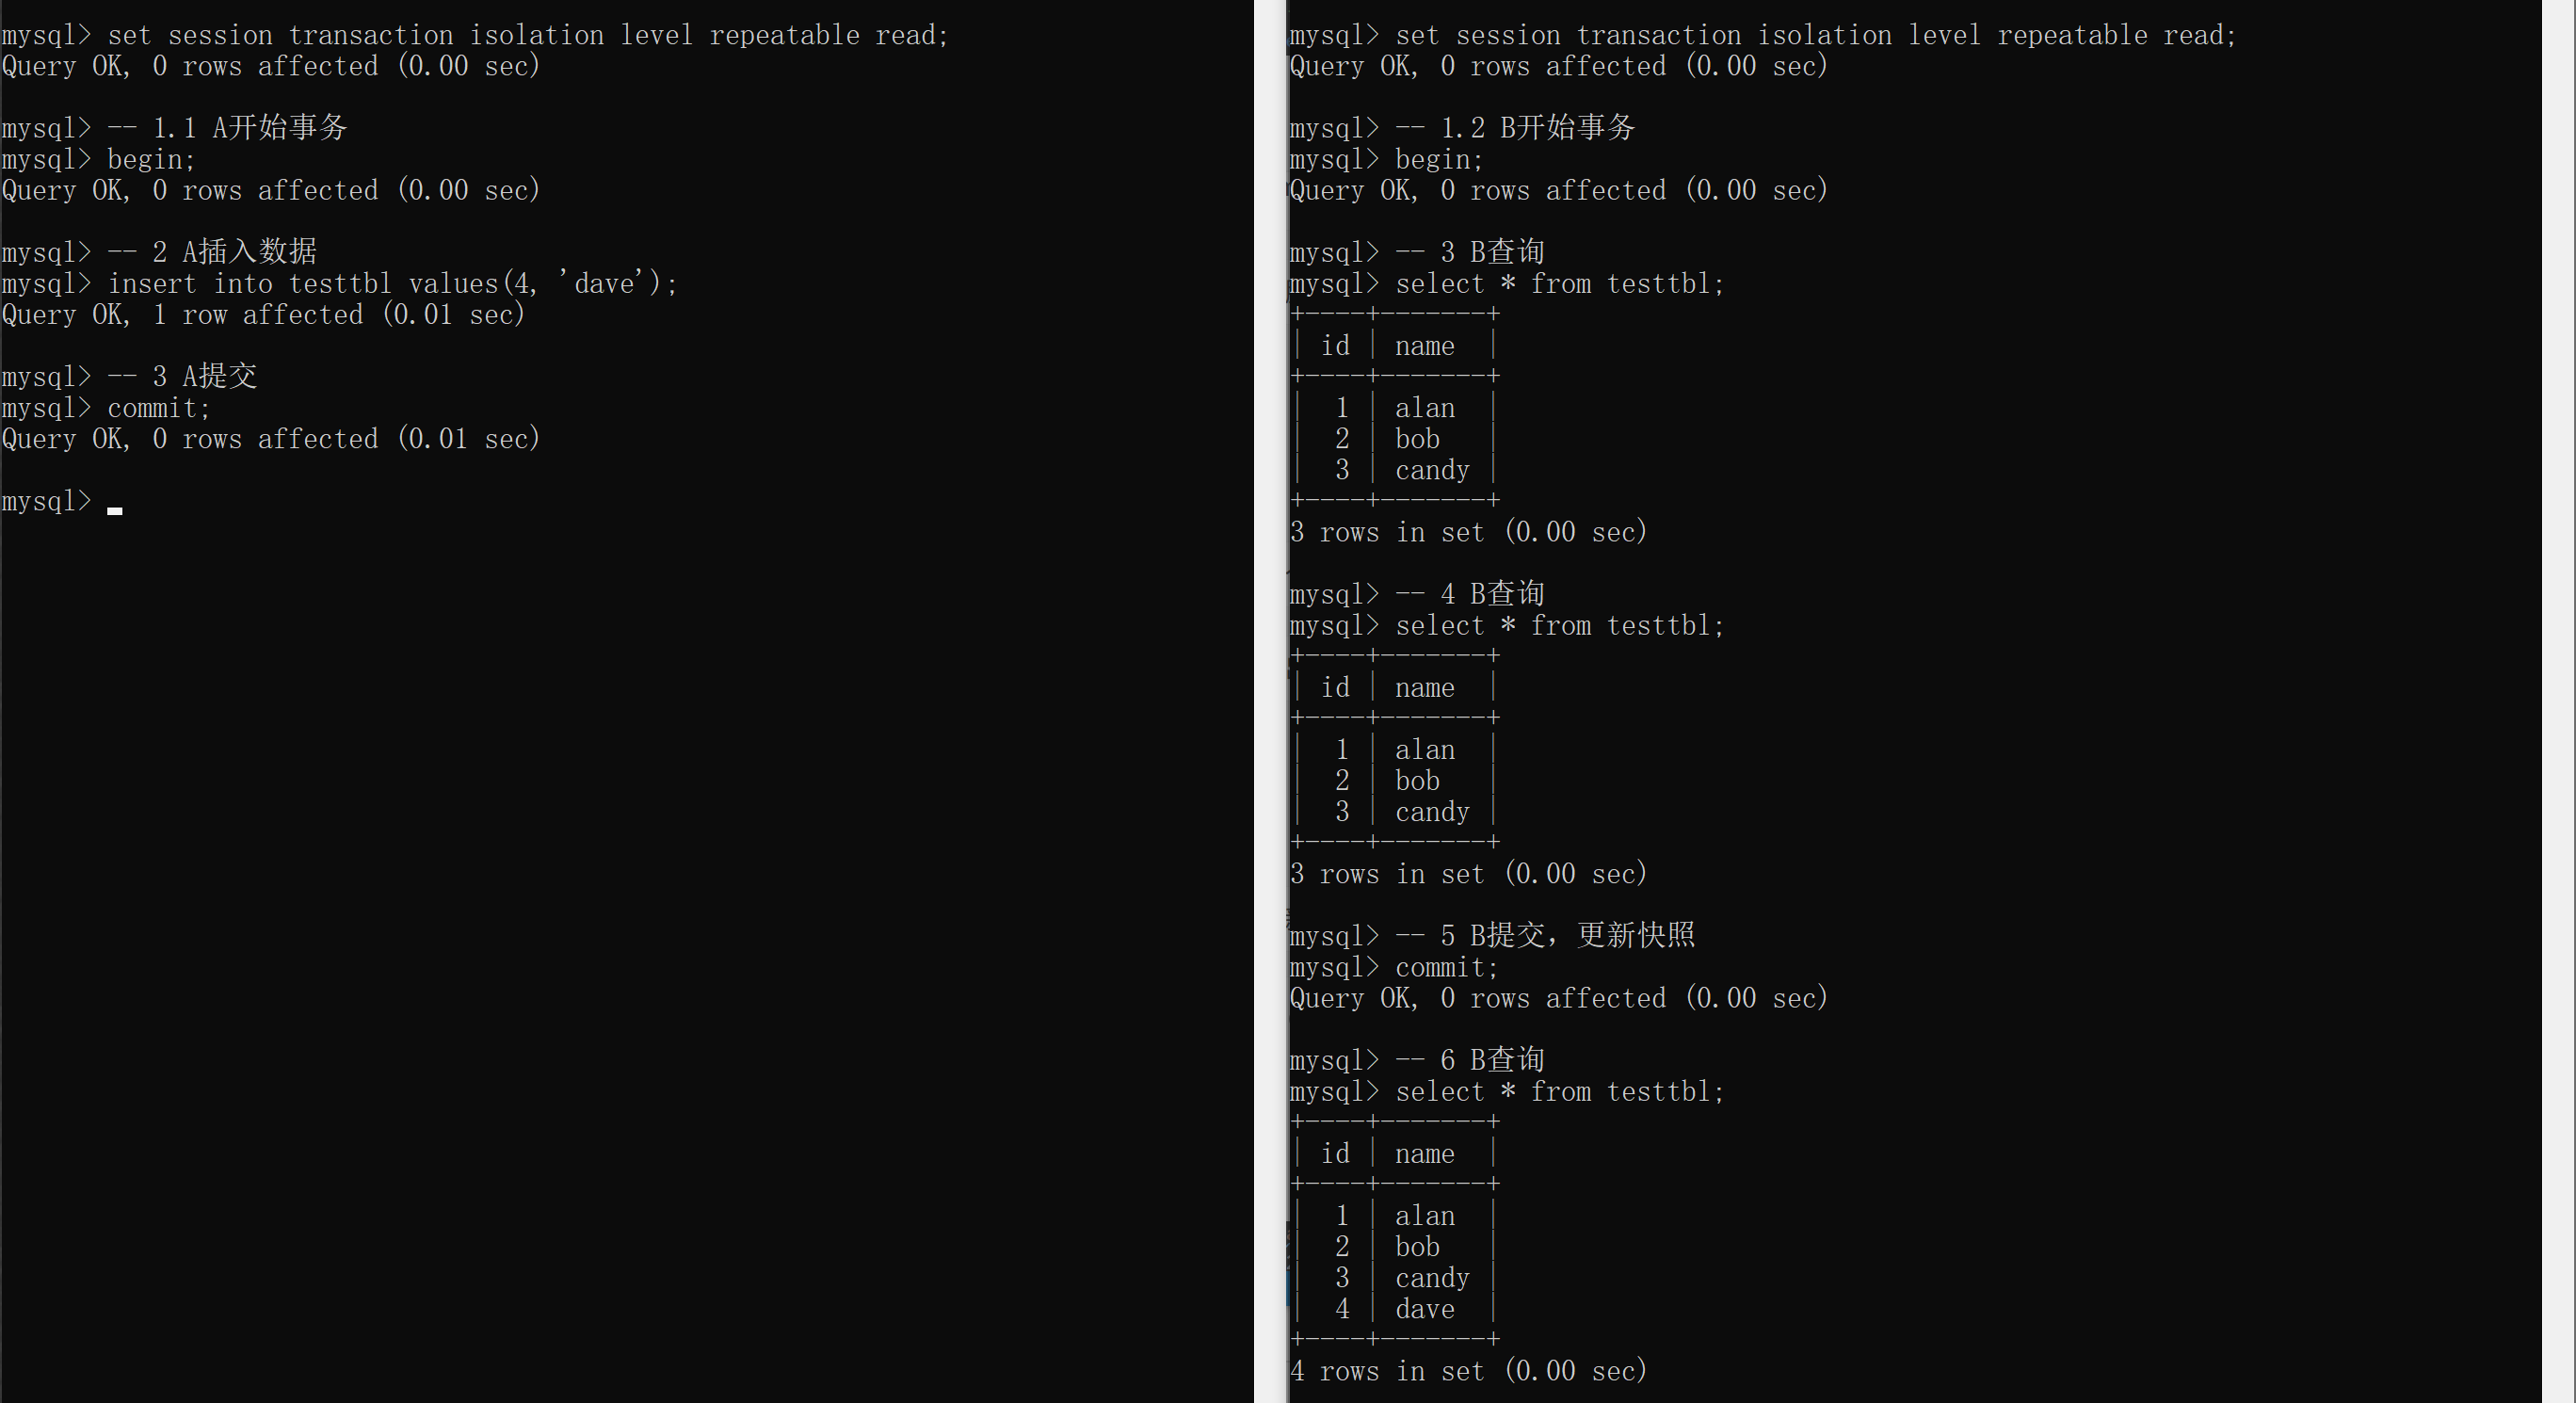 mysql> set session transaction isolation level repeatable read;
Query OK, 0 rows affected (0.00 sec)
mysql> -- 1.1 A开始事务
mysql> begin;
Query OK, 0 rows affected (0.00 sec)
mysql> -- 2 A插入数据
mysql> insert into testtbl values(4, 'dave');
Query OK, 1 row affected (0.01 sec)
mysql> -- 3 A提交
mysql> commit;
Query OK, 0 rows affected (0.01 sec)
mysql>
mysql> set session transaction isolation level repeatable read;
Query OK, 0 rows affected (0.00 sec)
mysql> -- 1.2 B开始事务
mysql> begin;
Query OK, 0 rows affected (0.00 sec)
mysql> -- 3 B查询
mysql> select * from testtbl;
+----+-------+
| id | name  |
+----+-------+
|  1 | alan  |
|  2 | bob   |
|  3 | candy |
+----+-------+
3 rows in set (0.00 sec)
mysql> -- 4 B查询
mysql> select * from testtbl;
+----+-------+
| id | name  |
+----+-------+
|  1 | alan  |
|  2 | bob   |
|  3 | candy |
+----+-------+
3 rows in set (0.00 sec)
mysql> -- 5 B提交，更新快照
mysql> commit;
Query OK, 0 rows affected (0.00 sec)
mysql> -- 6 B查询
mysql> select * from testtbl;
+----+-------+
| id | name  |
+----+-------+
|  1 | alan  |
|  2 | bob   |
|  3 | candy |
|  4 | dave  |
+----+-------+
4 rows in set (0.00 sec)